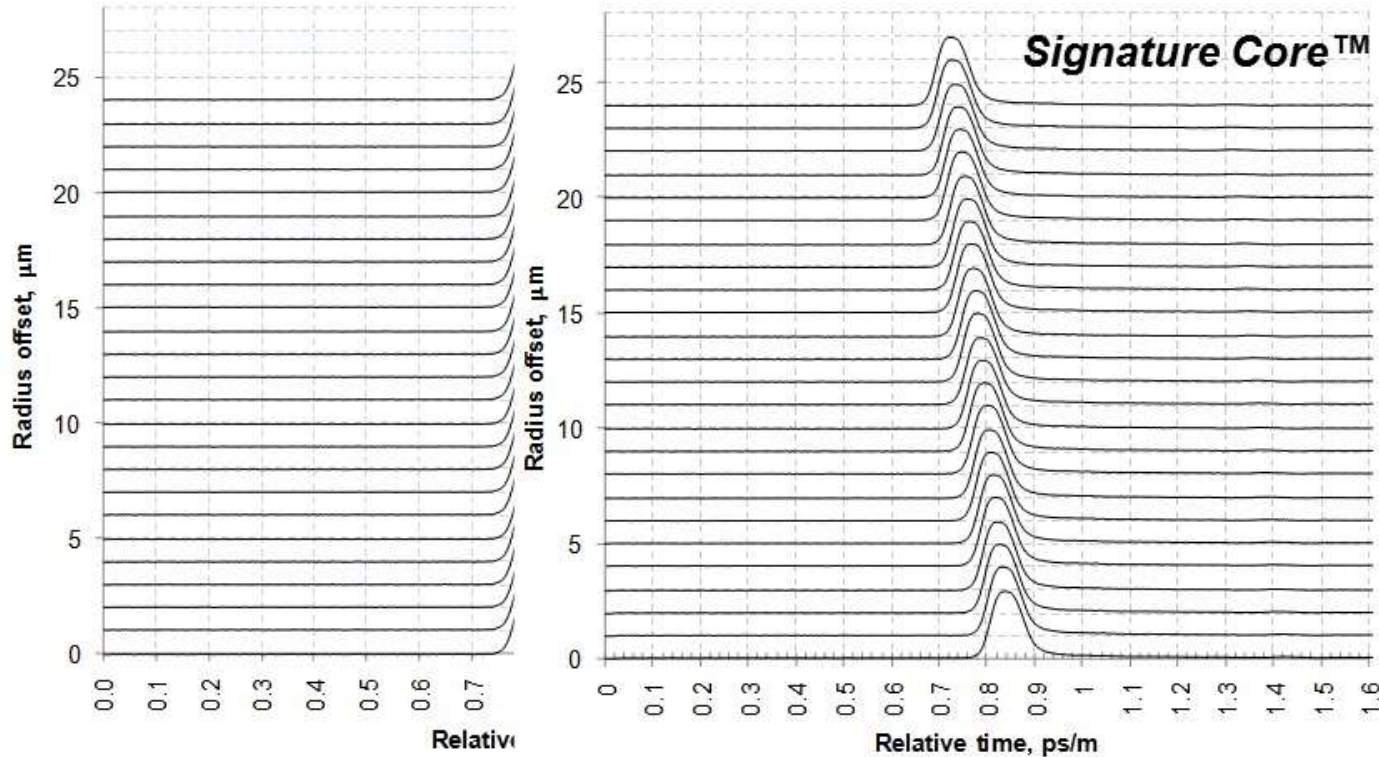 Signature Core™
25
20
15
10
5
0
Radius offset, μm
0.0 0.1 0.2 0.3 0.4 0.5 0.6 0.7
Relative
25
20
15
10
5
0
Radius offset, μm
0 0.1 0.2 0.3 0.4 0.5 0.6 0.7 0.8 0.9 1 1.1 1.2 1.3 1.4 1.5 1.6
Relative time, ps/m